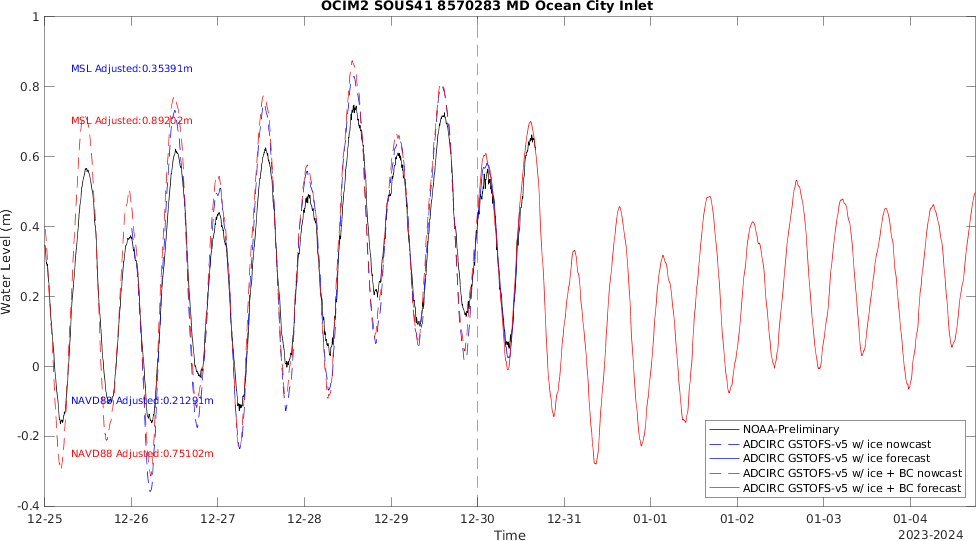 OCIM2 SOUS41 8570283 MD Ocean City Inlet
1
0.8
0.6
0.4
0.2
0
-0.2
-0.4
Water Level (m)
MSL Adjusted:0.35391m
MSL Adjusted:0.89202m
NAVD88 Adjusted:0.21291m
NAVD88 Adjusted:0.75102m
NOAA-Preliminary
ADCIRC GSTOFS-v5 w/ ice nowcast
ADCIRC GSTOFS-v5 w/ ice forecast
ADCIRC GSTOFS-v5 w/ ice + BC nowcast
ADCIRC GSTOFS-v5 w/ ice + BC forecast
12-25 12-26 12-27 12-28 12-29 12-30 12-31 01-01 01-02 01-03 01-04
Time
2023-2024